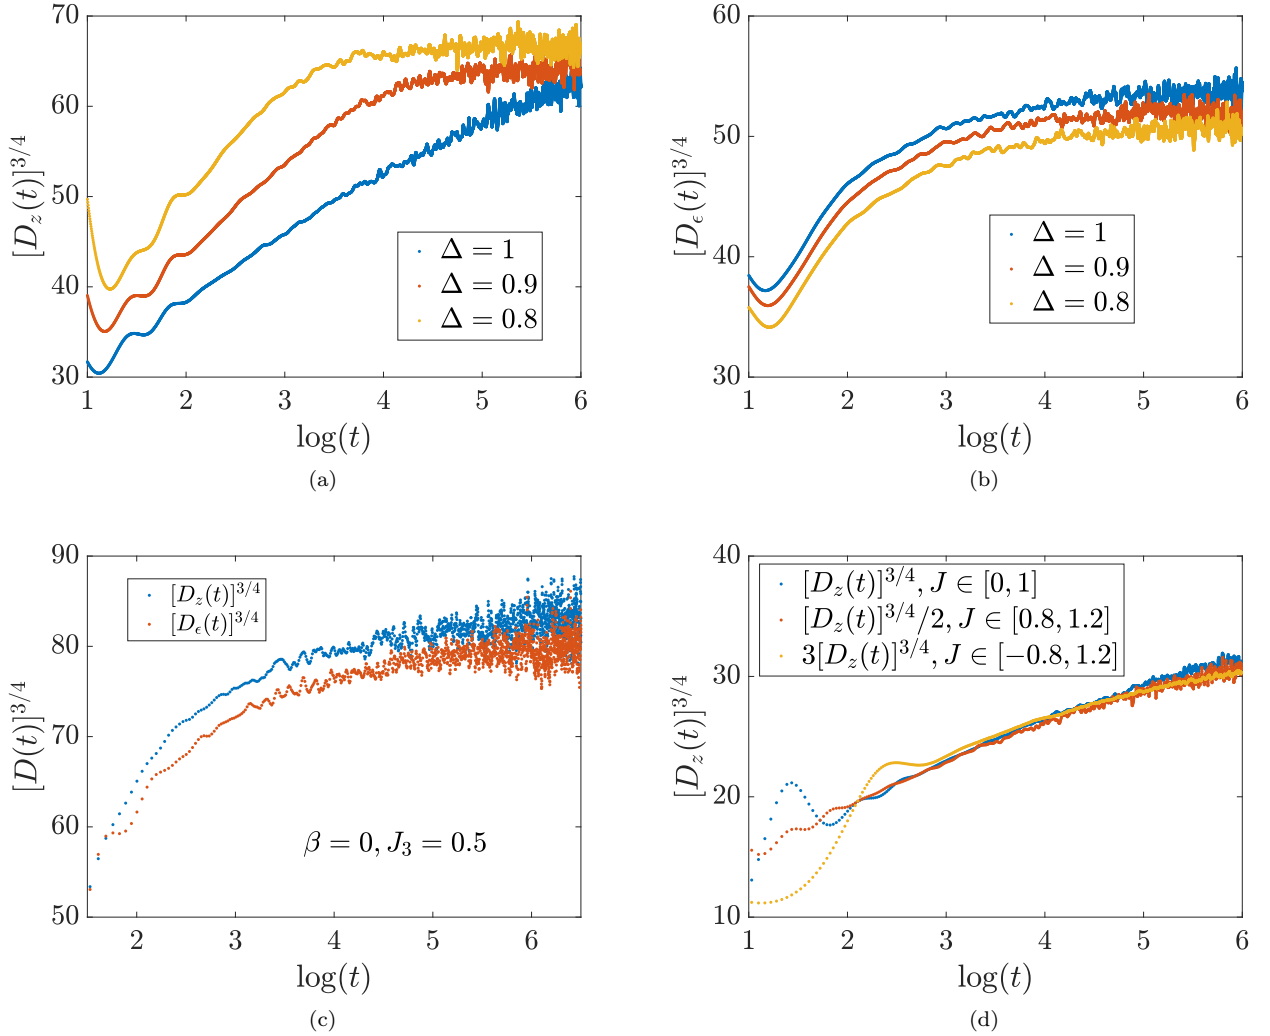 70
60
50
40
30
1 2 3 4 5 6
[D_z(t)]^{3/4}
log(t)
Δ = 1
Δ = 0.9
Δ = 0.8
(a)
60
50
40
30
1 2 3 4 5 6
[D_ϵ(t)]^{3/4}
log(t)
Δ = 1
Δ = 0.9
Δ = 0.8
(b)
90
80
70
60
50
2 3 4 5 6
[D(t)]^{3/4}
log(t)
[D_z(t)]^{3/4}
[D_ϵ(t)]^{3/4}
β = 0, J_3 = 0.5
(c)
40
30
20
10
1 2 3 4 5 6
[D_z(t)]^{3/4}
log(t)
[D_z(t)]^{3/4}, J ∈ [0, 1]
[D_z(t)]^{3/4}/2, J ∈ [0.8, 1.2]
3[D_z(t)]^{3/4}, J ∈ [−0.8, 1.2]
(d)